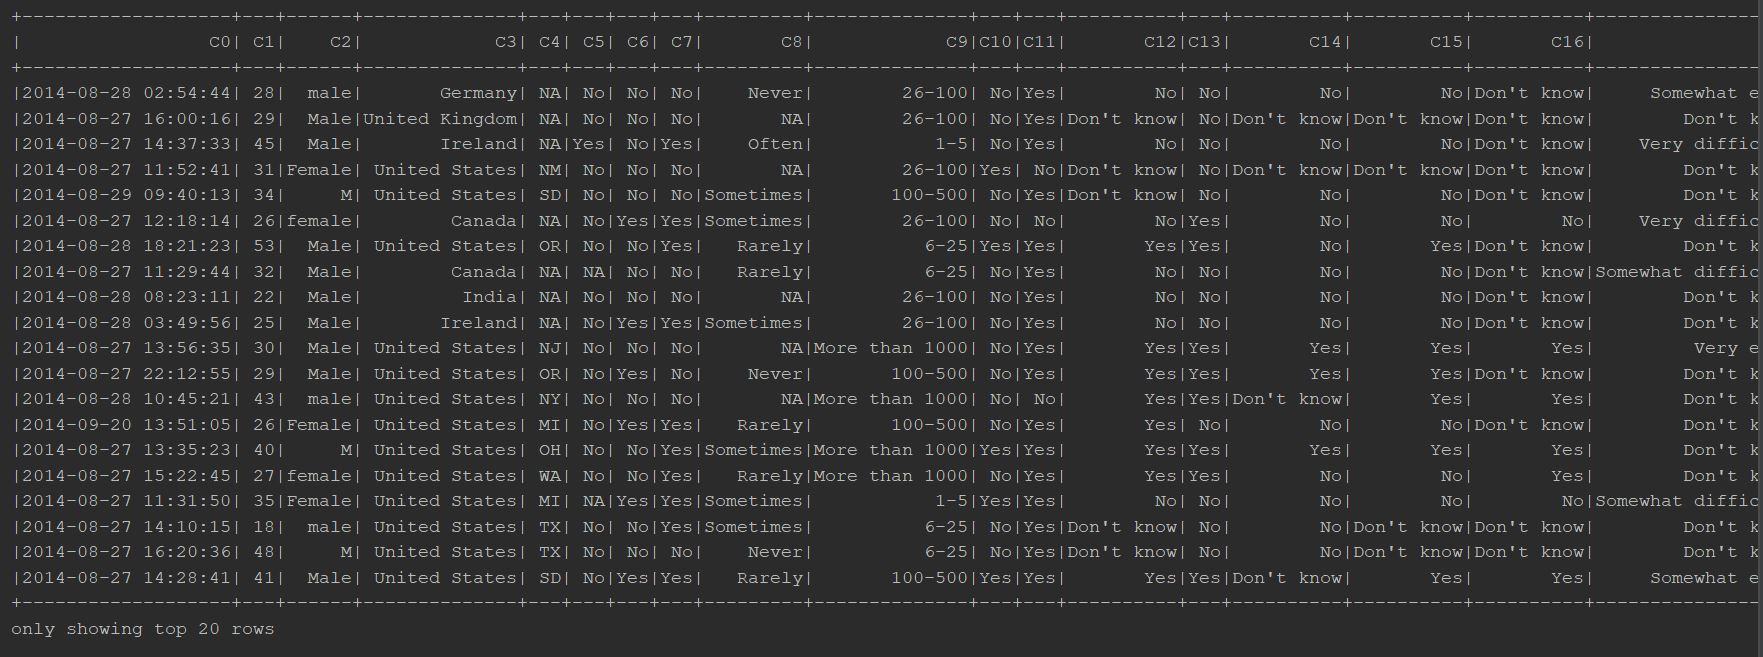 +-------------------+---+------+--------------+---+---+---+---+---------+--------------+---+---+----------+---+----------+----------+----------+---------------
|                 C0| C1|    C2|            C3| C4| C5| C6| C7|       C8|            C9|C10|C11|       C12|C13|       C14|       C15|       C16|
+-------------------+---+------+--------------+---+---+---+---+---------+--------------+---+---+----------+---+----------+----------+----------+---------------
|2014-08-28 02:54:44| 28|  male|       Germany| NA| No| No| No|    Never|        26-100| No|Yes|        No| No|        No|        No|Don't know|     Somewhat e
|2014-08-27 16:00:16| 29|  Male|United Kingdom| NA| No| No| No|       NA|        26-100| No|Yes|Don't know| No|Don't know|Don't know|Don't know|        Don't k
|2014-08-27 14:37:33| 45|  Male|       Ireland| NA|Yes| No|Yes|    Often|           1-5| No|Yes|        No| No|        No|        No|Don't know|    Very diffic
|2014-08-27 11:52:41| 31|Female| United States| NM| No| No| No|       NA|        26-100|Yes| No|Don't know| No|Don't know|Don't know|Don't know|        Don't k
|2014-08-29 09:40:13| 34|     M| United States| SD| No| No| No|Sometimes|       100-500| No|Yes|Don't know| No|        No|        No|Don't know|        Don't k
|2014-08-27 12:18:14| 26|female|        Canada| NA| No|Yes|Yes|Sometimes|        26-100| No| No|        No|Yes|        No|        No|        No|    Very diffic
|2014-08-28 18:21:23| 53|  Male| United States| OR| No| No|Yes|   Rarely|          6-25|Yes|Yes|       Yes|Yes|        No|       Yes|Don't know|        Don't k
|2014-08-27 11:29:44| 32|  Male|        Canada| NA| NA| No| No|   Rarely|          6-25| No|Yes|        No| No|        No|        No|Don't know|Somewhat diffic
|2014-08-28 08:23:11| 22|  Male|         India| NA| No| No| No|       NA|        26-100| No|Yes|        No| No|        No|        No|Don't know|        Don't k
|2014-08-28 03:49:56| 25|  Male|       Ireland| NA| No|Yes|Yes|Sometimes|        26-100| No|Yes|        No| No|        No|        No|Don't know|        Don't k
|2014-08-27 13:56:35| 30|  Male| United States| NJ| No| No| No|       NA|More than 1000| No|Yes|       Yes|Yes|       Yes|       Yes|       Yes|         Very e
|2014-08-27 22:12:55| 29|  Male| United States| OR| No|Yes| No|    Never|       100-500| No|Yes|       Yes|Yes|       Yes|       Yes|Don't know|        Don't k
|2014-08-28 10:45:21| 43|  male| United States| NY| No| No| No|       NA|More than 1000| No| No|       Yes|Yes|Don't know|       Yes|       Yes|        Don't k
|2014-09-20 13:51:05| 26|Female| United States| MI| No|Yes|Yes|   Rarely|       100-500| No|Yes|       Yes| No|        No|        No|Don't know|        Don't k
|2014-08-27 13:35:23| 40|     M| United States| OH| No| No|Yes|Sometimes|More than 1000|Yes|Yes|       Yes|Yes|       Yes|       Yes|       Yes|        Don't k
|2014-08-27 15:22:45| 27|female| United States| WA| No| No|Yes|   Rarely|More than 1000| No|Yes|       Yes|Yes|        No|        No|       Yes|        Don't k
|2014-08-27 11:31:50| 35|Female| United States| MI| NA|Yes|Yes|Sometimes|           1-5|Yes|Yes|        No| No|        No|        No|        No|Somewhat diffic
|2014-08-27 14:10:15| 18|  male| United States| TX| No| No|Yes|Sometimes|          6-25| No|Yes|Don't know| No|        No|Don't know|Don't know|        Don't k
|2014-08-27 16:20:36| 48|     M| United States| TX| No| No| No|    Never|          6-25| No|Yes|Don't know| No|        No|Don't know|Don't know|        Don't k
|2014-08-27 14:28:41| 41|  Male| United States| SD| No|Yes|Yes|   Rarely|       100-500|Yes|Yes|       Yes|Yes|Don't know|       Yes|       Yes|     Somewhat e
+-------------------+---+------+--------------+---+---+---+---+---------+--------------+---+---+----------+---+----------+----------+----------+---------------
only showing top 20 rows